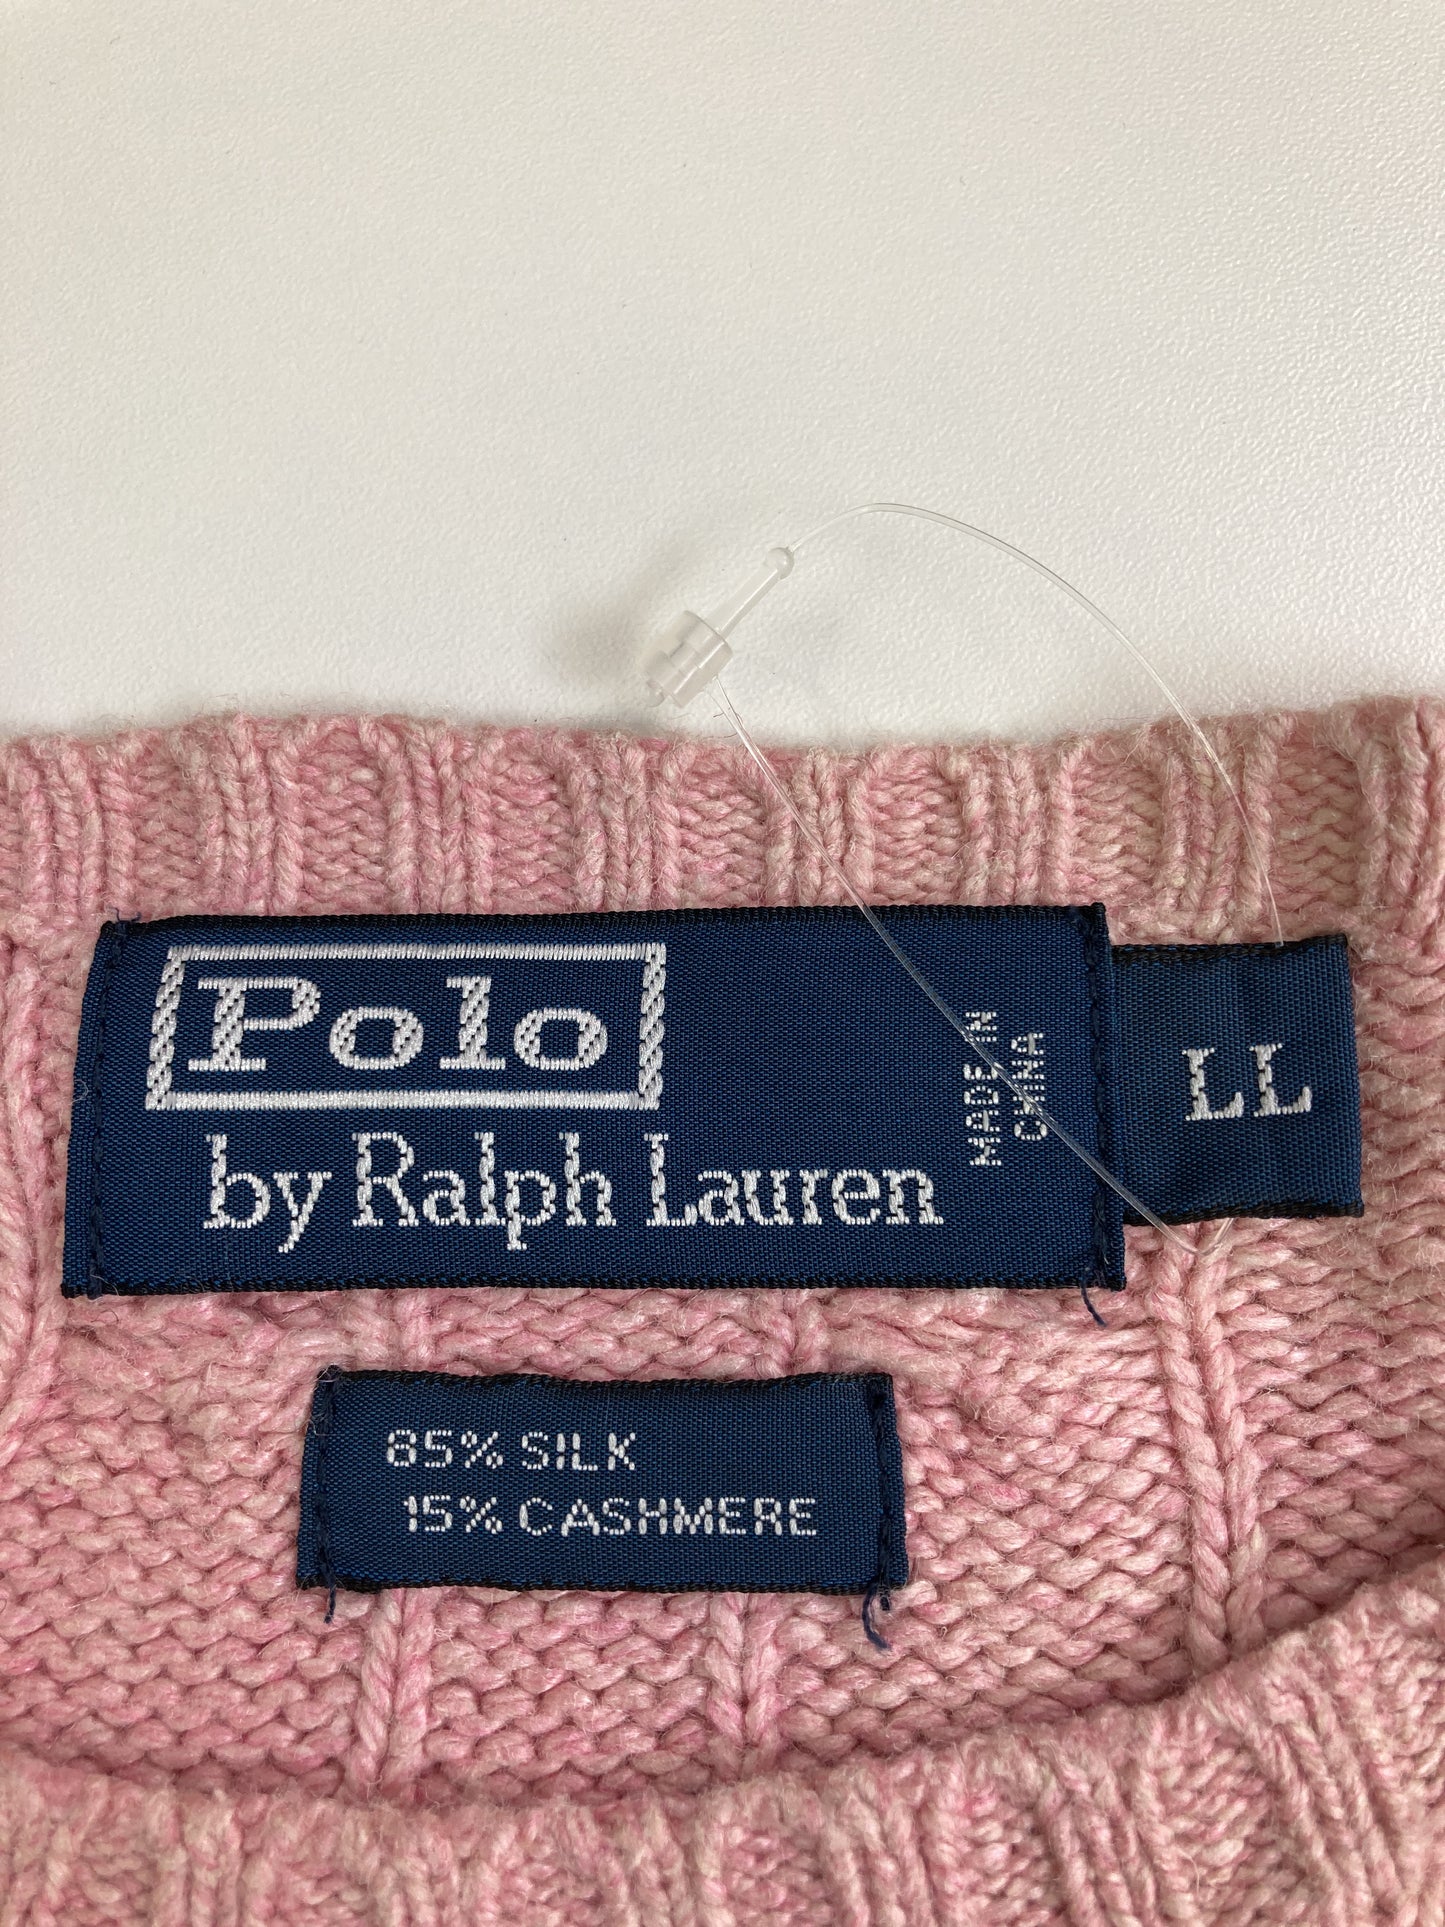 Polo
by Ralph Lauren
MADE IN
CHINA
LL
85% SILK
15% CASHMERE